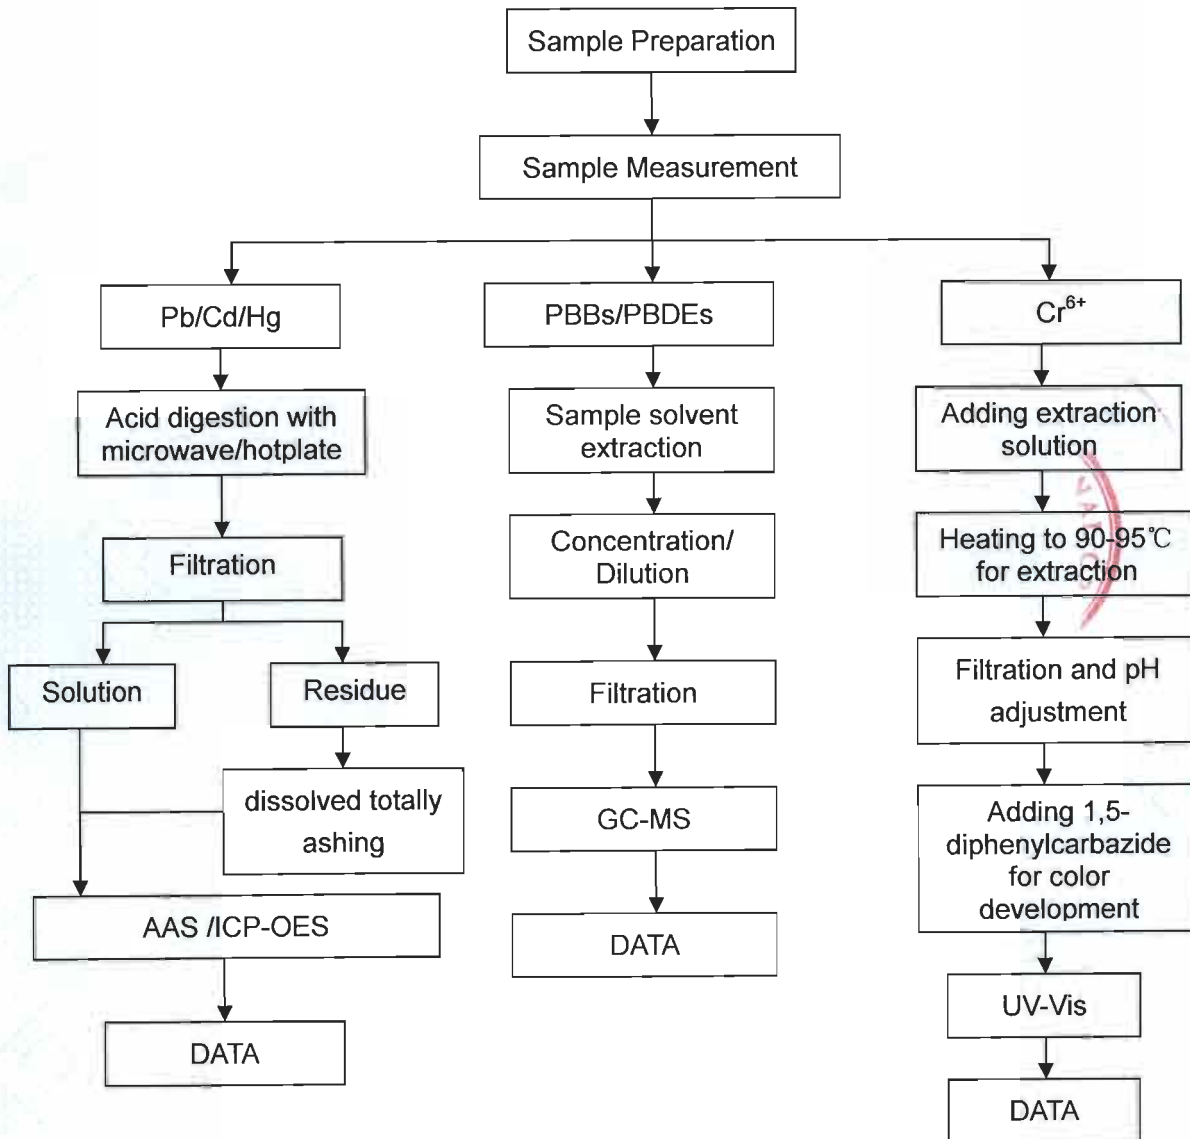 Sample Preparation
Sample Measurement
Pb/Cd/Hg
Acid digestion with
microwave/hotplate
Filtration
Solution
Residue
dissolved totally
ashing
AAS /ICP-OES
DATA
PBBs/PBDEs
Sample solvent
extraction
Concentration/
Dilution
Filtration
GC-MS
DATA
Cr⁶⁺
Adding extraction
solution
Heating to 90-95℃
for extraction
Filtration and pH
adjustment
Adding 1,5-
diphenylcarbazide
for color
development
UV-Vis
DATA